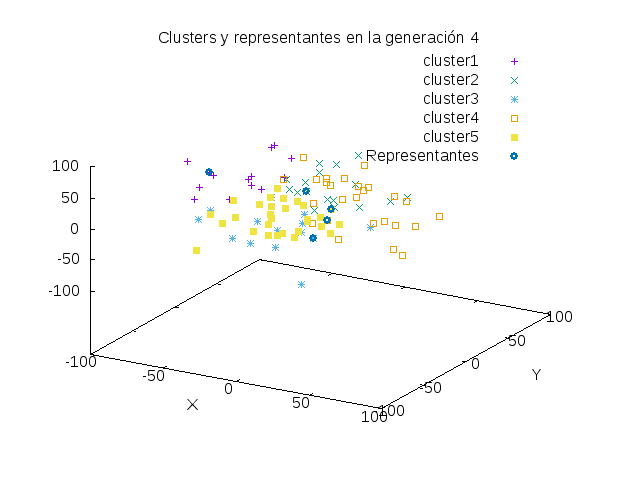 Clusters y representantes en la generación 4
cluster1
cluster2
cluster3
cluster4
cluster5
Representantes
100
50
0
-50
-100
-100
-50
0
50
100
-100
-50
0
50
100
X
Y